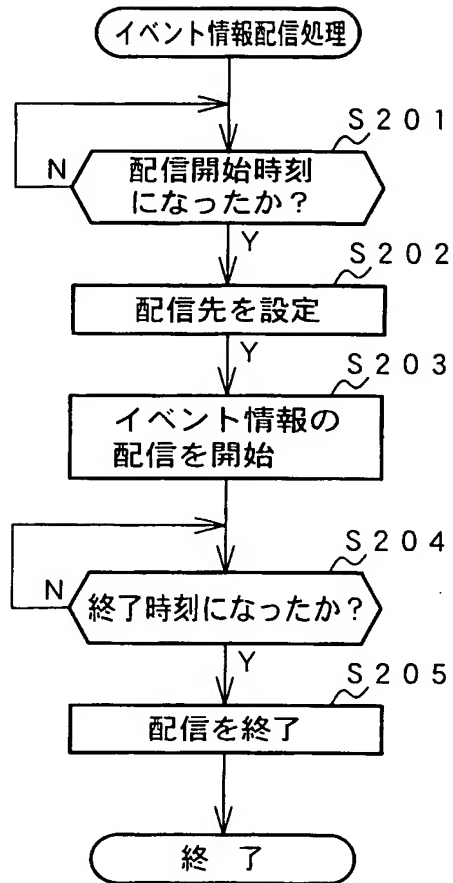 イベント情報配信処理
S201
N
配信開始時刻
になったか？
Y
S202
配信先を設定
Y
S203
イベント情報の
配信を開始
S204
N
終了時刻になったか？
Y
S205
配信を終了
終 了